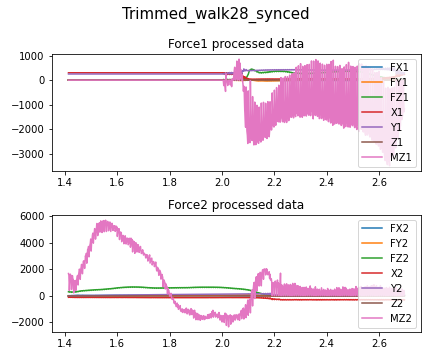 Trimmed_walk28_synced
Force1 processed data
1000
0
−1000
−2000
−3000
FX1
FY1
FZ1
X1
Y1
Z1
MZ1
1.4 1.6 1.8 2.0 2.2 2.4 2.6
Force2 processed data
6000
4000
2000
0
−2000
FX2
FY2
FZ2
X2
Y2
Z2
MZ2
1.4 1.6 1.8 2.0 2.2 2.4 2.6